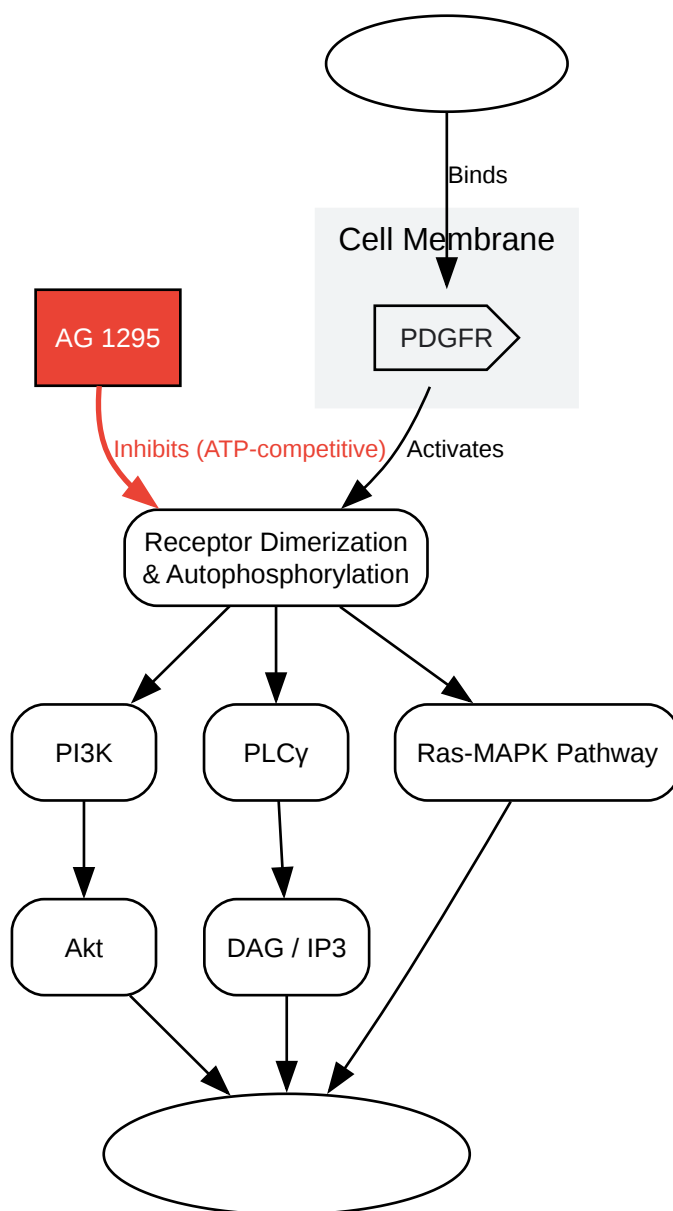 Binds
Cell Membrane
AG 1295
PDGFR
Inhibits (ATP-competitive)
Activates
Receptor Dimerization
& Autophosphorylation
PI3K
PLCγ
Ras-MAPK Pathway
Akt
DAG / IP3